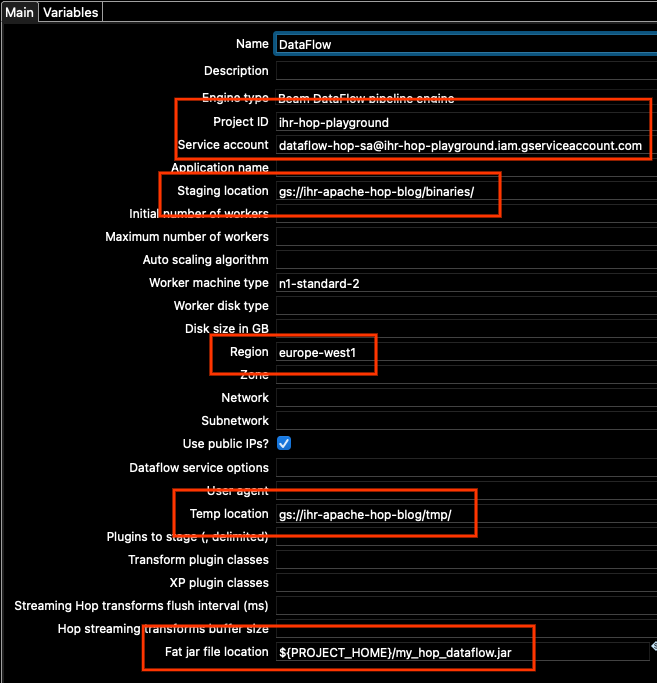 Main Variables
Name DataFlow
Description
Engine type Beam DataFlow pipeline engine
Project ID ihr-hop-playground
Service account dataflow-hop-sa@ihr-hop-playground.iam.gserviceaccount.com
Application name
Staging location gs://ihr-apache-hop-blog/binaries/
Initial number of workers
Maximum number of workers
Auto scaling algorithm
Worker machine type n1-standard-2
Worker disk type
Disk size in GB
Region europe-west1
Zone
Network
Subnetwork
Use public IPs?
Dataflow service options
User agent
Temp location gs://ihr-apache-hop-blog/tmp/
Plugins to stage (, delimited)
Transform plugin classes
XP plugin classes
Streaming Hop transforms flush interval (ms)
Hop streaming transforms buffer size
Fat jar file location ${PROJECT_HOME}/my_hop_dataflow.jar